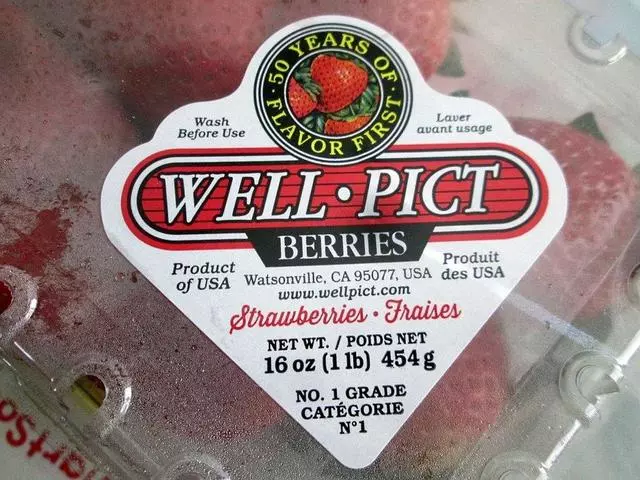 50 YEARS OF
FLAVOR FIRST
Wash
Before Use
Laver
avant usage
WELL•PICT
BERRIES
Product
of USA
Produit
des USA
Watsonville, CA 95077, USA
www.wellpict.com
Strawberries • Fraises
NET WT. / POIDS NET
16 oz (1 lb) 454g
NO. 1 GRADE
CATÉGORIE
N°1